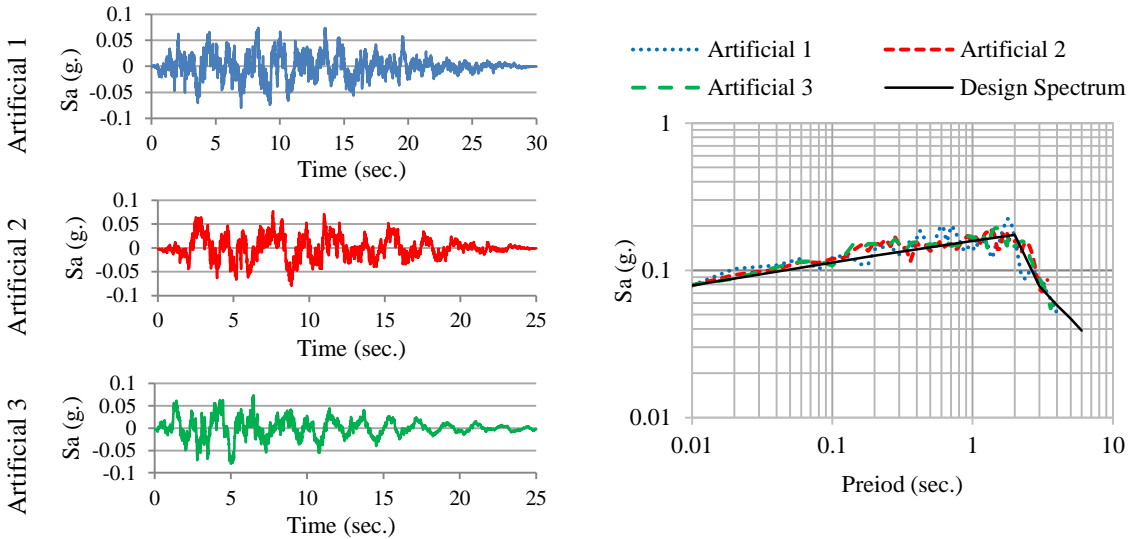 Artificial 1
Sa (g.)
0.1
0.05
0
-0.05
-0.1
0 5 10 15 20 25 30
Time (sec.)
Artificial 2
Sa (g.)
0.1
0.05
0
-0.05
-0.1
0 5 10 15 20 25
Time (sec.)
Artificial 3
Sa (g.)
0.1
0.05
0
-0.05
-0.1
0 5 10 15 20 25
Time (sec.)
Artificial 1 Artificial 2
Artificial 3 Design Spectrum
Sa (g.)
1
0.1
0.01
0.01 0.1 1 10
Preiod (sec.)